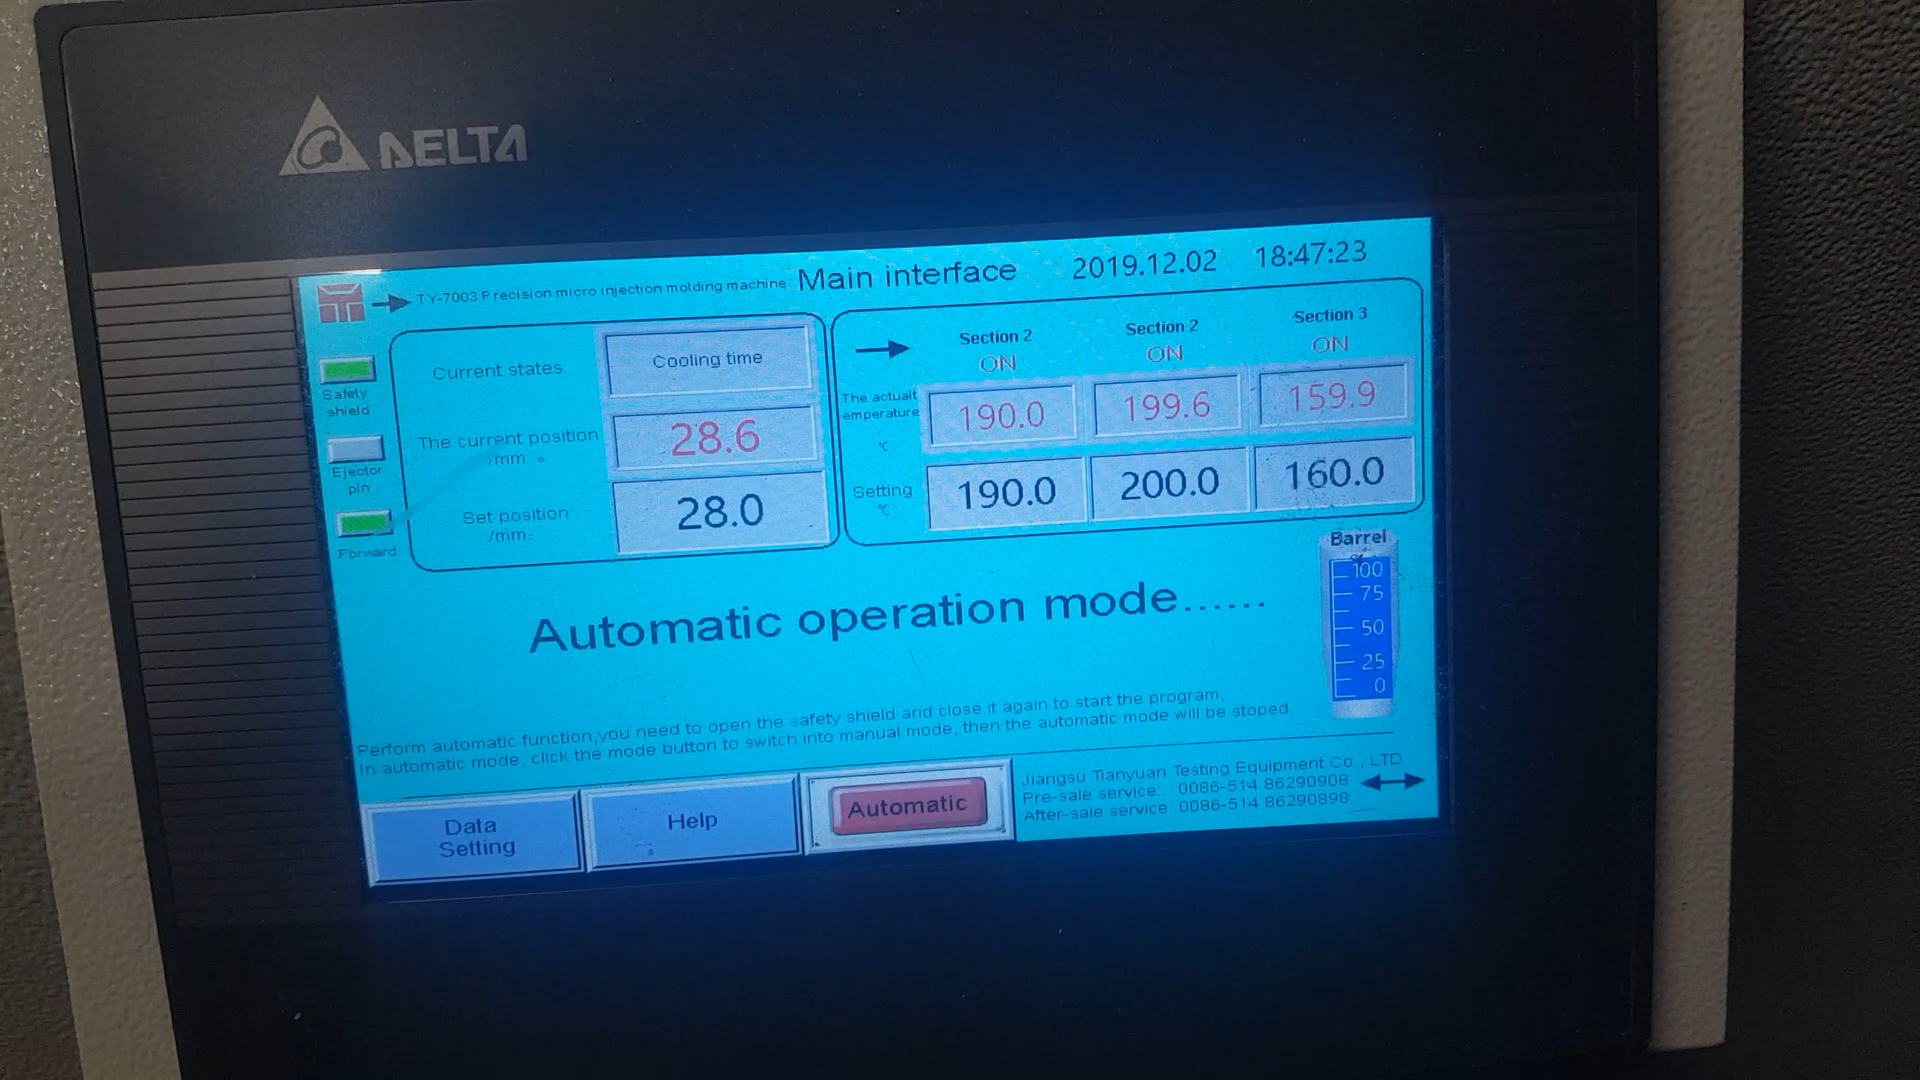 DELTA
TY-7003 Precision micro injection molding machine Main interface 2019.12.02 18:47:23
Safety
shield
Ejector
pin
Forward
Current states: Cooling time
The current position
/mm: 28.6
Set position
/mm: 28.0
Section 2 Section 2 Section 3
ON ON ON
The actualt
emperature
℃ 190.0 199.6 159.9
Setting
℃ 190.0 200.0 160.0
Barrel
100
75
50
25
0
Automatic operation mode......
Perform automatic function,you need to open the safety shield and close it again to start the program,
In automatic mode, click the mode button to switch into manual mode, then the automatic mode will be stoped.
Data
Setting
Help
Automatic
Jiangsu Tianyuan Testing Equipment Co., LTD
Pre-sale service: 0086-514 86290908
After-sale service: 0086-514 86290898